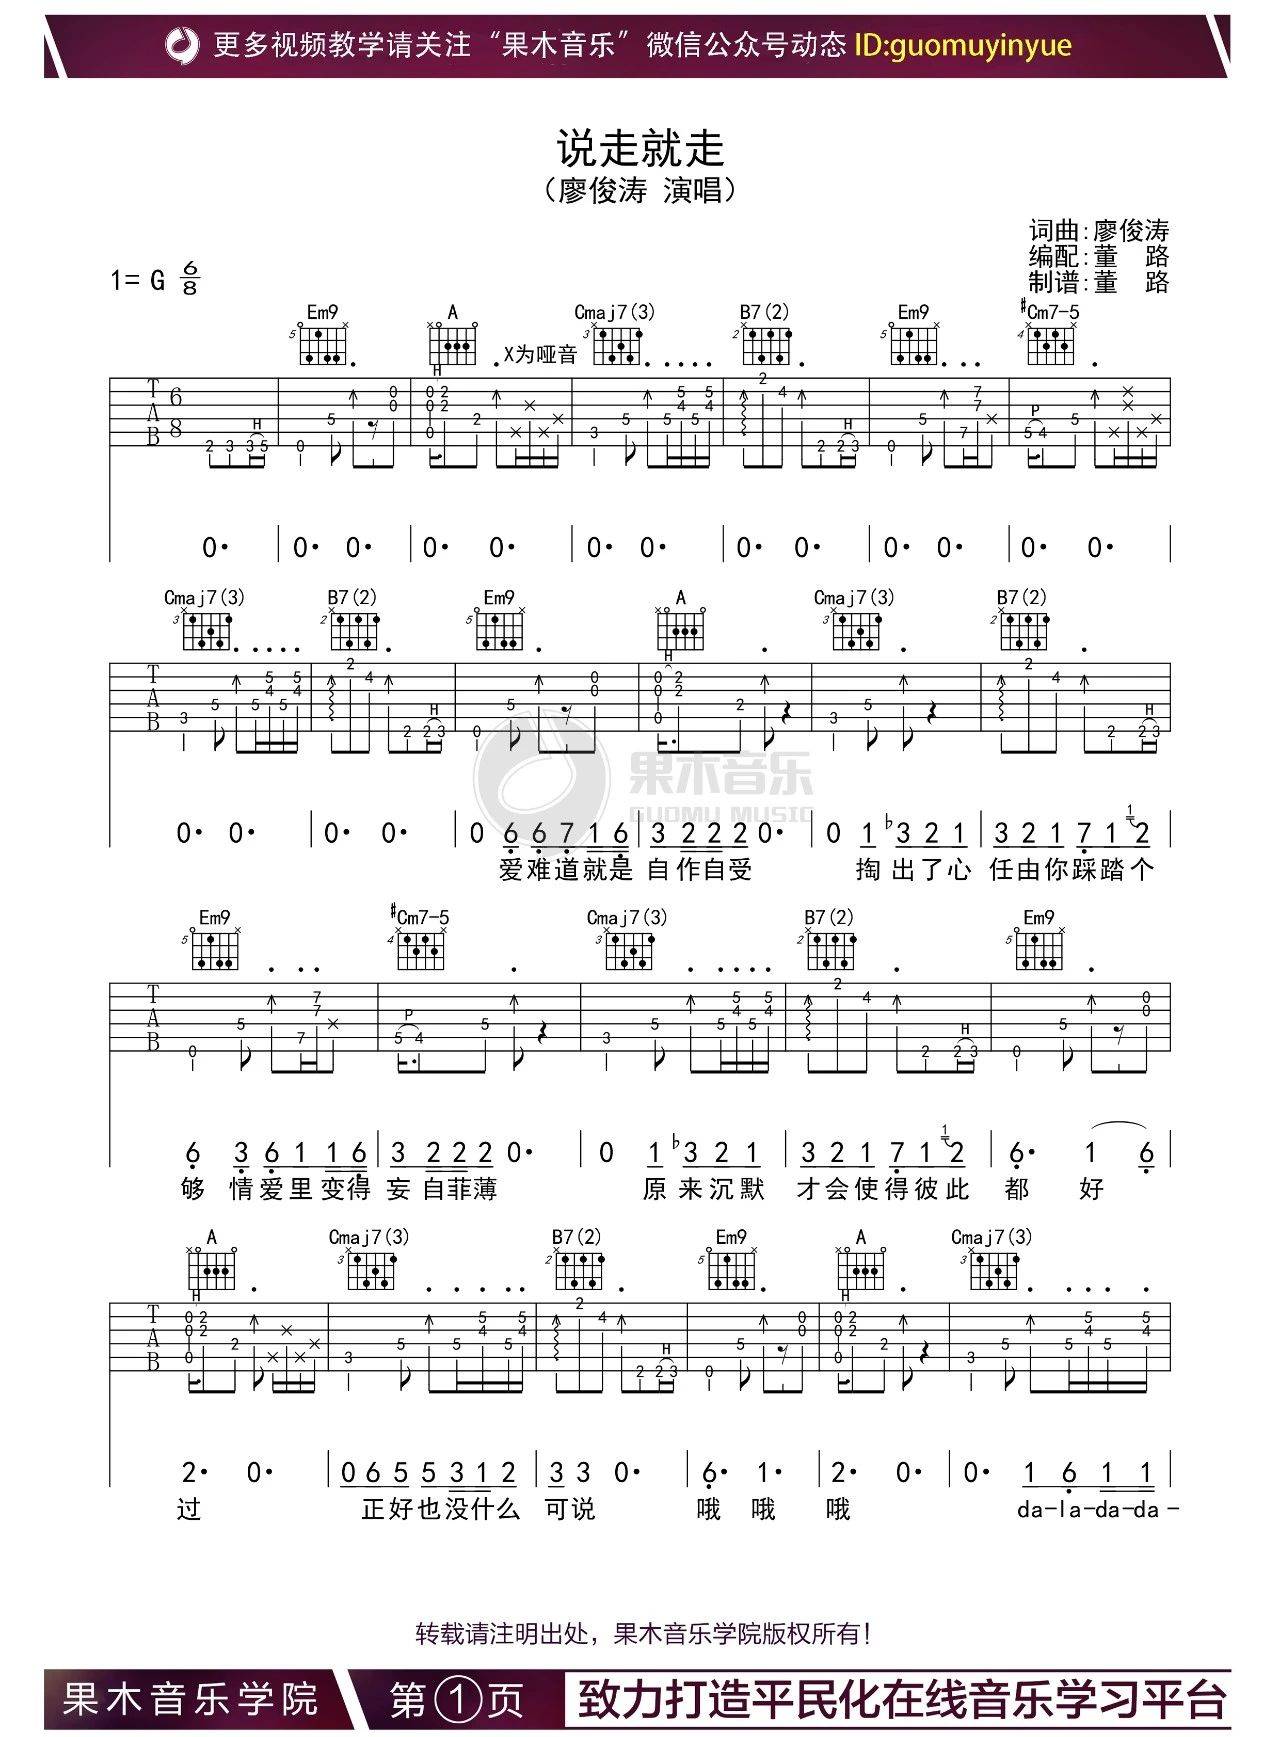 更多视频教学请关注“果木音乐”微信公众号动态 ID:guomuyinyue
说走就走
（廖俊涛 演唱）
词曲:廖俊涛
编配:董 路
制谱:董 路
1= G 6/8
Em9 A Cmaj7(3) B7(2) Em9 #Cm7-5
X为哑音
0· 0· 0· 0· 0· 0· 0· 0· 0· 0· 0· 0· 0·
Cmaj7(3) B7(2) Em9 A Cmaj7(3) B7(2)
果木音乐
GUOMU MUSIC
0· 0· 0· 0· 0 6 6 7 1 6 3 2 2 2 0· 0 1 b3 2 1 3 2 1 7 1 1 2
爱难道就是 自作自受 掏出了心 任由你踩踏个
Em9 #Cm7-5 Cmaj7(3) B7(2) Em9
6 3 6 1 1 6 3 2 2 2 0· 0 1 b3 2 1 3 2 1 7 1 1 2 6· 1 6
够 情爱里变得 妄自菲薄 原来沉默 才会使得彼此 都 好
A Cmaj7(3) B7(2) Em9 A Cmaj7(3)
2· 0· 0 6 5 5 3 1 2 3 3 0· 6· 1· 2· 0· 0· 1 6 1 1
过 正好也没什么 可说 哦 哦 哦 da-la-da-da-
转载请注明出处，果木音乐学院版权所有！
果木音乐学院 第①页 致力打造平民化在线音乐学习平台